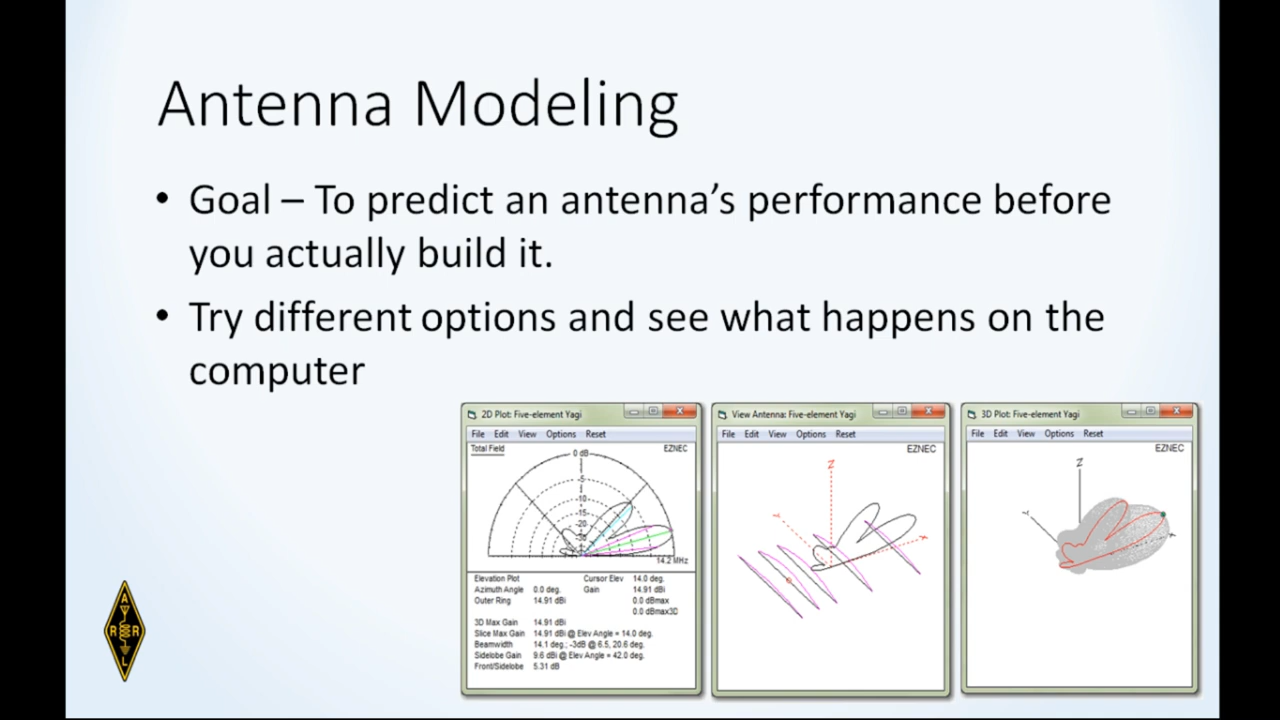 Antenna Modeling
• Goal – To predict an antenna's performance before
you actually build it.
• Try different options and see what happens on the
computer
2D Plot: Five-element Yagi
File Edit View Options Reset
Total Field
EZNEC
0 dB
-5
-10
-15
-20
14.2 MHz
Elevation Plot
Azimuth Angle 0.0 deg.
Outer Ring 14.91 dBi
Cursor Elev 14.0 deg.
Gain 14.91 dBi
0.0 dBmax
0.0 dBmax3D
3D Max Gain 14.91 dBi
Slice Max Gain 14.91 dBi @ Elev Angle = 14.0 deg.
Beamwidth 14.1 deg.; -3dB @ 6.5, 20.6 deg.
Sidelobe Gain 9.6 dBi @ Elev Angle = 42.0 deg.
Front/Sidelobe 5.31 dB
View Antenna: Five-element Yagi
File Edit View Options Reset
EZNEC
Z
Y
X
3D Plot: Five-element Yagi
File Edit View Options Reset
EZNEC
Z
Y
X
A
R R
L